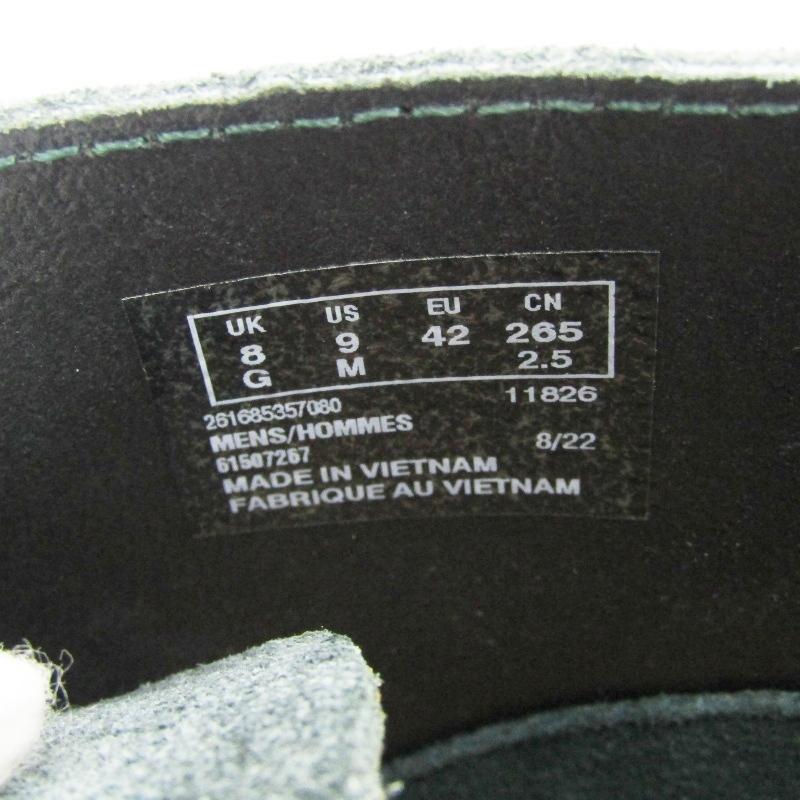 UK US EU CN
8 9 42 265
G M 2.5
261685357080 11826
MENS/HOMMES 8/22
61507267
MADE IN VIETNAM
FABRIQUE AU VIETNAM